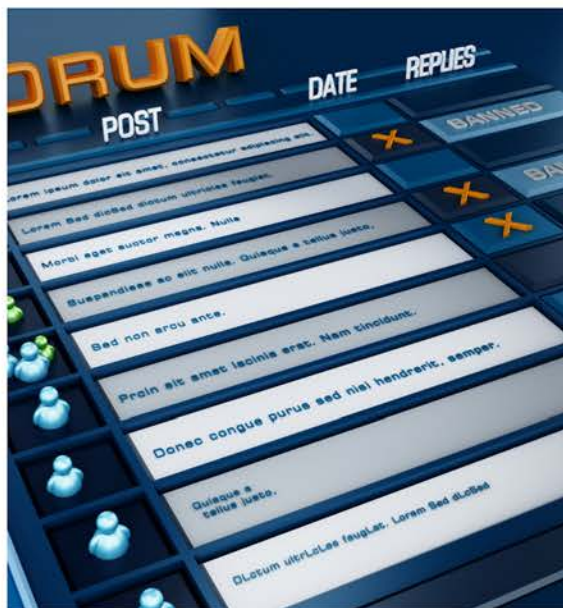 ORUM
POST DATE REPLIES
Lorem ipsum dolor sit amet, consectetur adipiscing elit.
BANNED
Lorem Sed dicSed dictum ultricies feugiat.
Morbi eget auctor magna. Nulla
BAN
Suspendisse ac elit nulla. Quisque a tellus justo,
Sed non arcu ante.
Proin sit amet lacinia erat. Nam tincidunt.
Donec congue purus sed nisi hendrerit, semper.
Quisque a
tellus justo,
DLctum ultrLcLes feugLat. Lorem Sed dLcSed